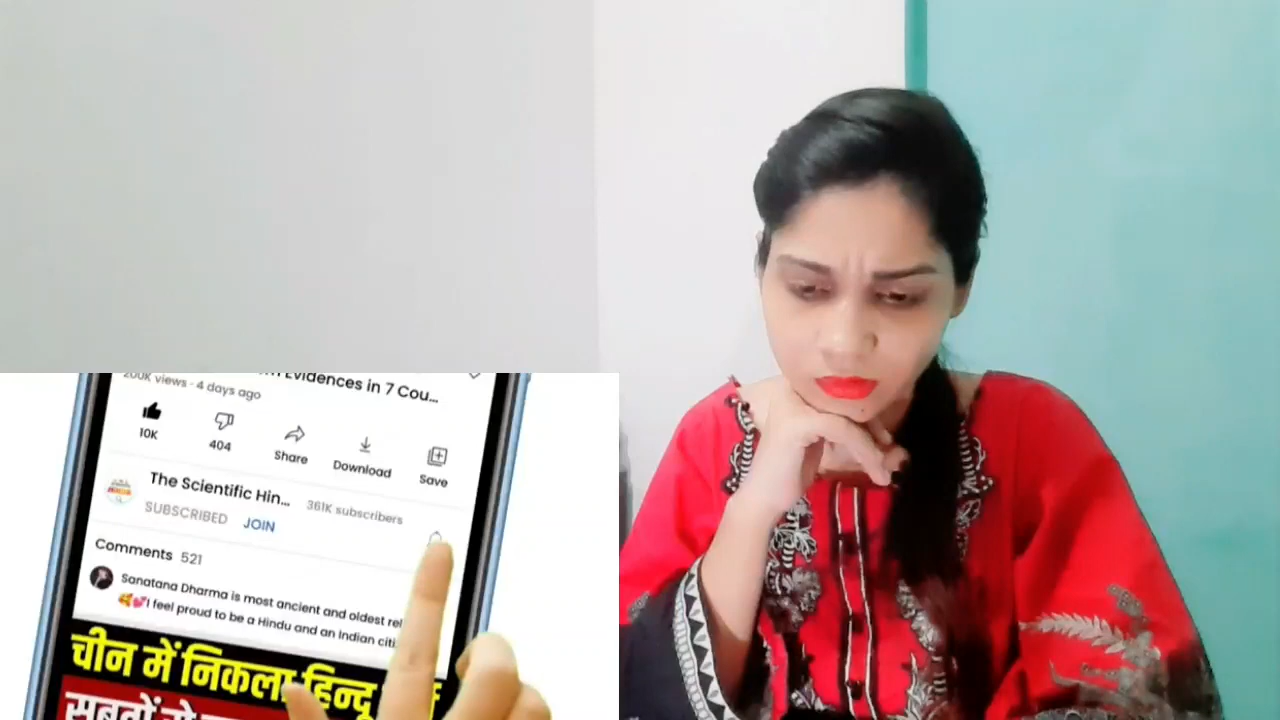 Evidences in 7 Cou...
200K views · 4 days ago
10K
404
Share
Download
Save
The Scientific Hin...
361K subscribers
SUBSCRIBED
JOIN
Comments 521
Sanatana Dharma is most ancient and oldest
🥰💕I feel proud to be a Hindu and an Indian
चीन में निकला हिन्दू